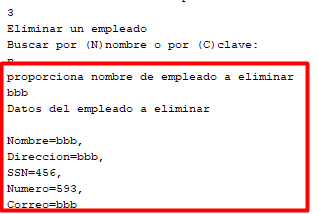 3
Eliminar un empleado
Buscar por (N)nombre o por (C)clave:
n
proporciona nombre de empleado a eliminar
bbb
Datos del empleado a eliminar
Nombre=bbb,
Direccion=bbb,
SSN=456,
Numero=593,
Correo=bbb